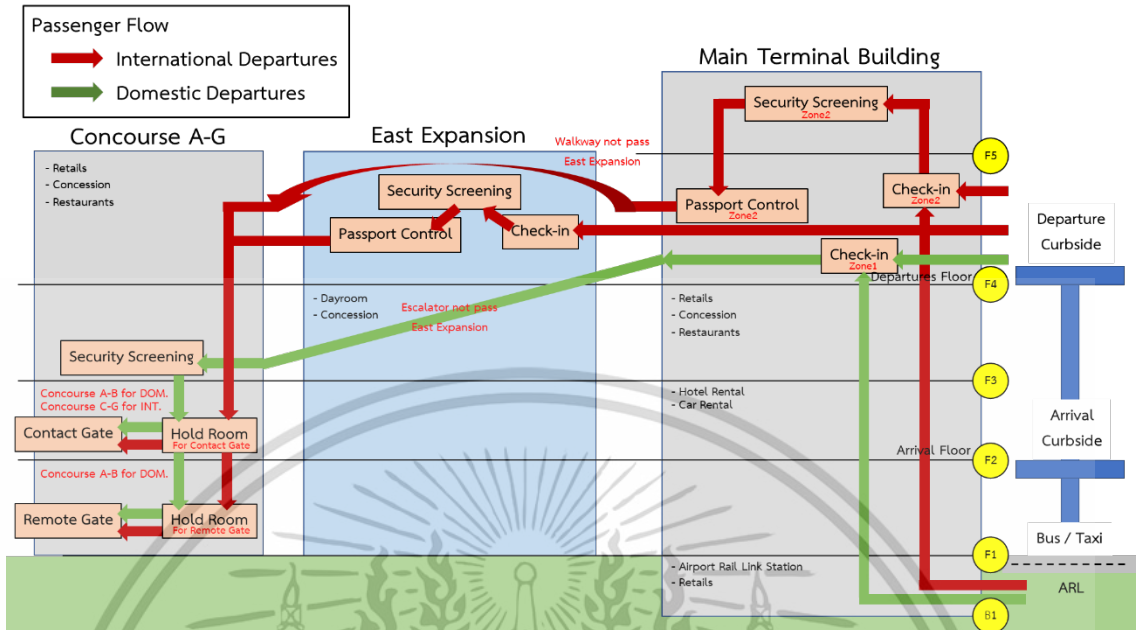 Passenger Flow
International Departures
Domestic Departures
Concourse A-G
- Retails
- Concession
- Restaurants
Security Screening
Concourse A-B for DOM.
Concourse C-G for INT.
Contact Gate
Hold Room
For Contact Gate
Concourse A-B for DOM.
Remote Gate
Hold Room
For Remote Gate
East Expansion
Walkway not pass
East Expansion
Security Screening
Passport Control
Check-in
- Dayroom
- Concession
Escalator not pass
East Expansion
Main Terminal Building
Security Screening
Zone2
Passport Control
Zone2
Check-in
Zone2
Check-in
Zone1
Departures Floor
- Retails
- Concession
- Restaurants
- Hotel Rental
- Car Rental
Arrival Floor
- Airport Rail Link Station
- Retails
F5
F4
F3
F2
F1
B1
Departure
Curbside
Arrival
Curbside
Bus / Taxi
ARL